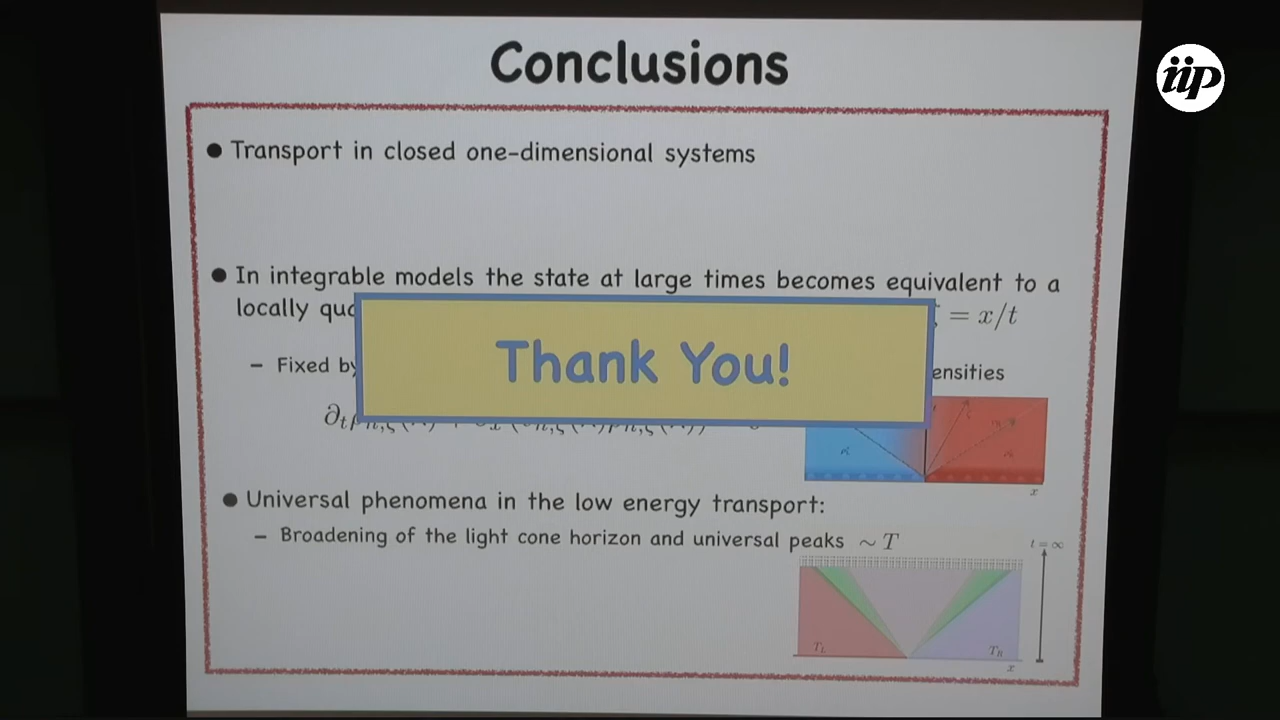 Conclusions
iip
● Transport in closed one-dimensional systems
● In integrable models the state at large times becomes equivalent to a
locally = x/t
– Fixed by ensities
Thank You!
x
● Universal phenomena in the low energy transport:
– Broadening of the light cone horizon and universal peaks ∼ T
t = ∞
T_L T_R
x